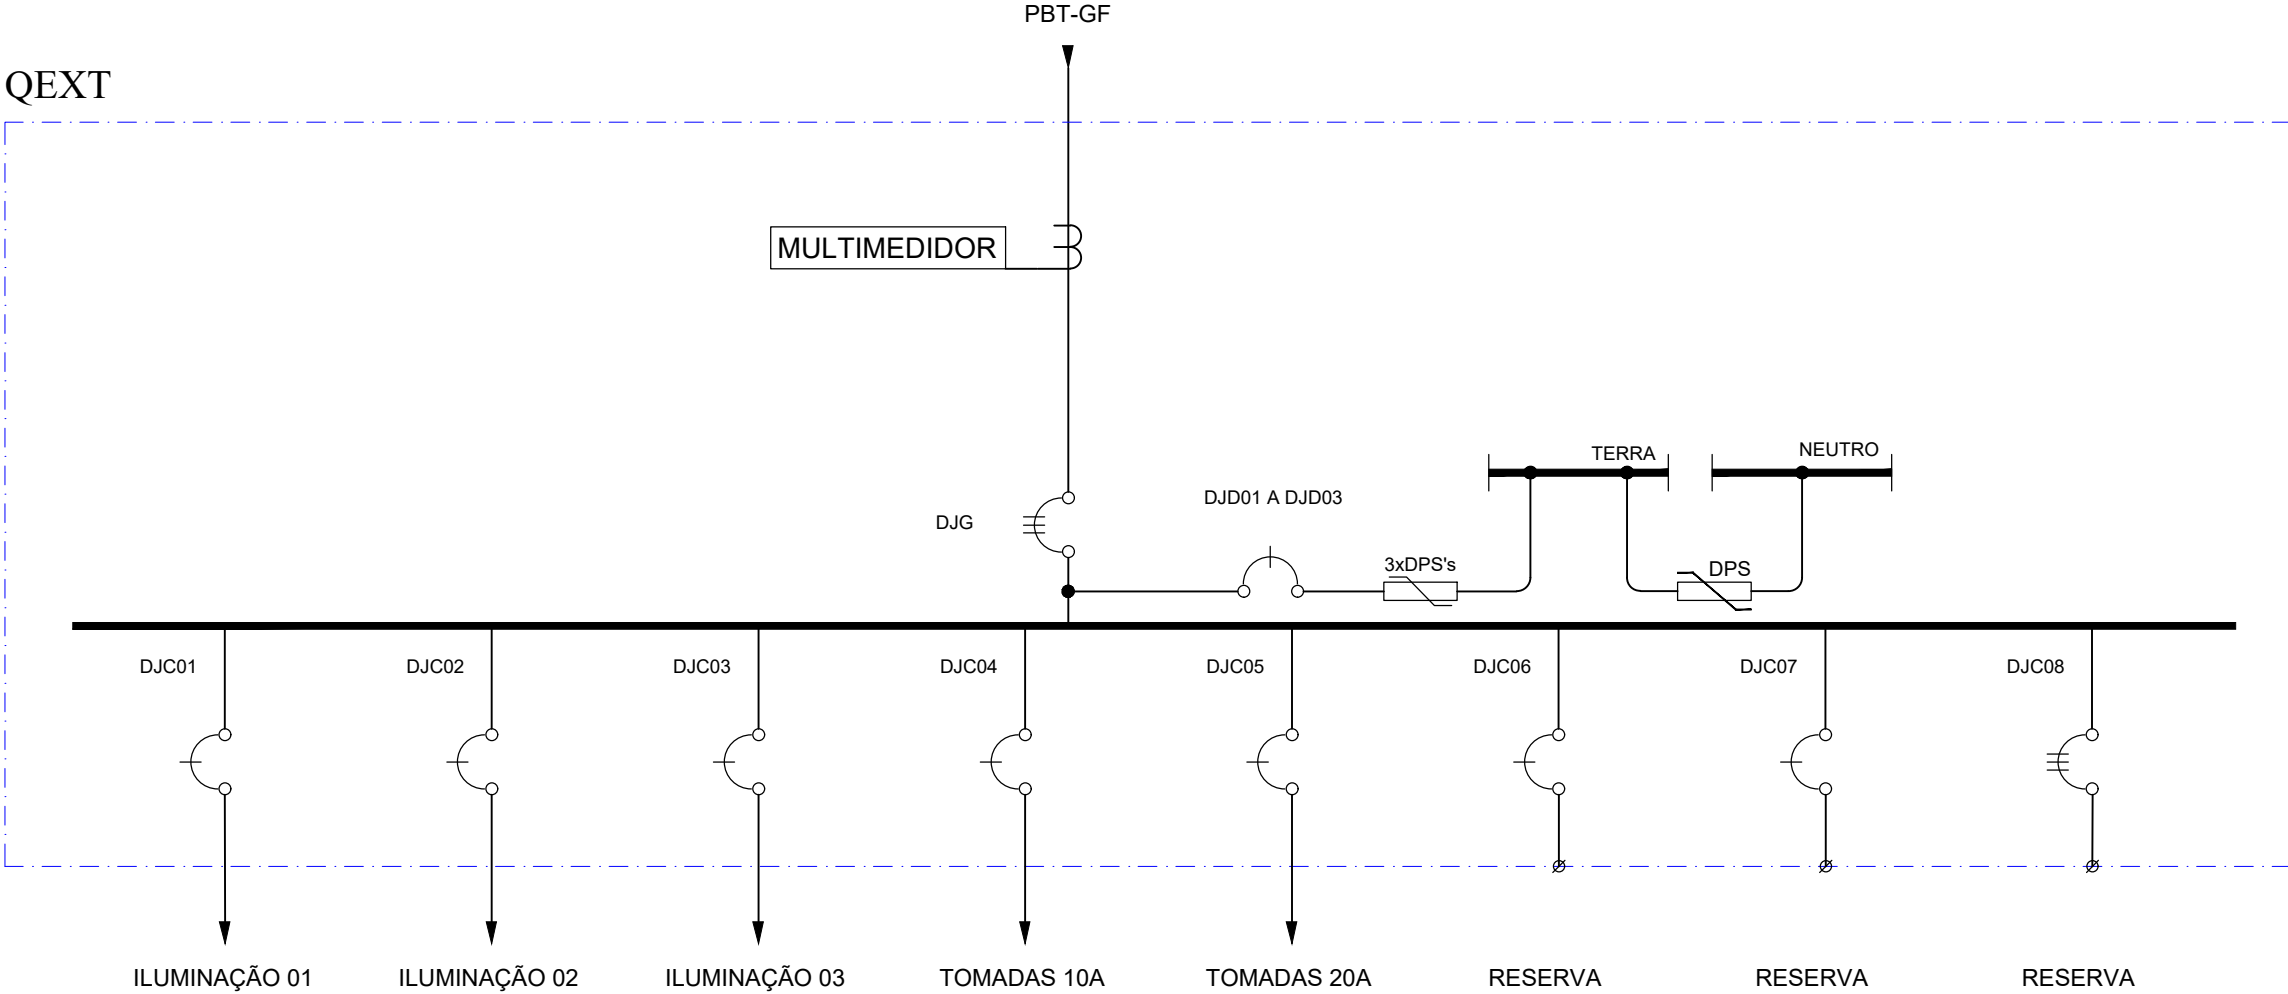 PBT-GF
QEXT
MULTIMEDIDOR
TERRA
NEUTRO
DJD01 A DJD03
DJG
3xDPS's
DPS
DJC01
DJC02
DJC03
DJC04
DJC05
DJC06
DJC07
DJC08
ILUMINAÇÃO 01
ILUMINAÇÃO 02
ILUMINAÇÃO 03
TOMADAS 10A
TOMADAS 20A
RESERVA
RESERVA
RESERVA